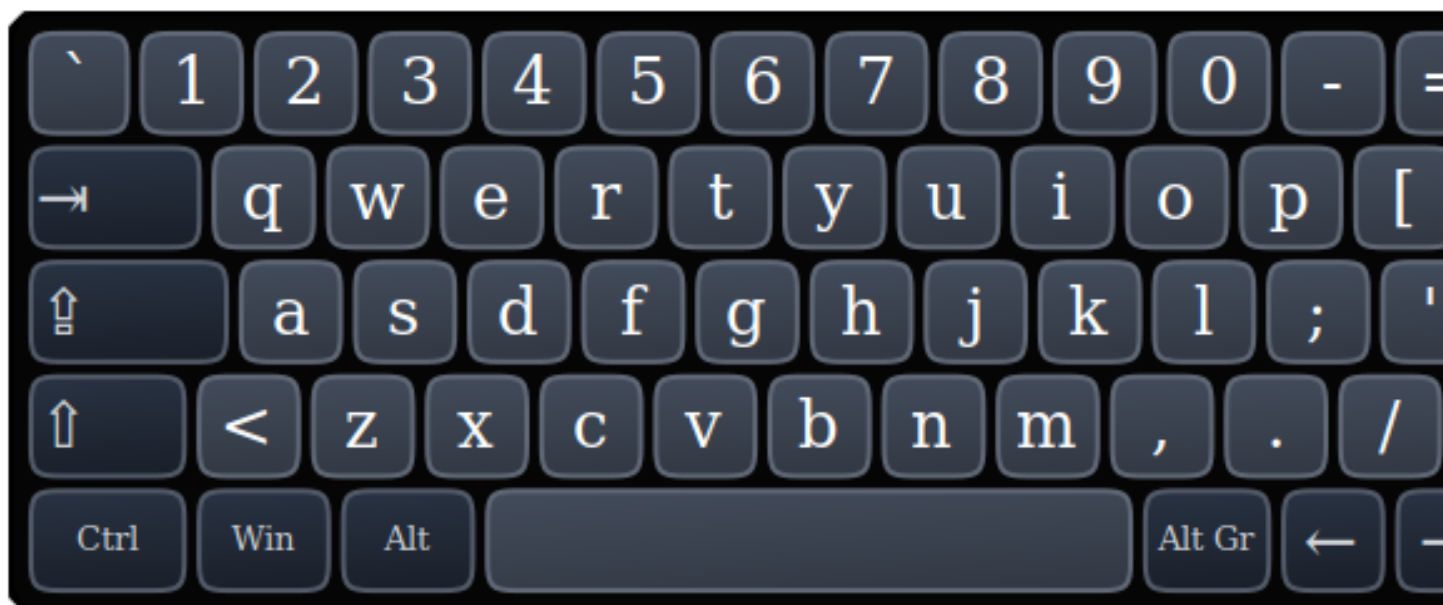 ` 1 2 3 4 5 6 7 8 9 0 - =
⇥ q w e r t y u i o p [
⇪ a s d f g h j k l ; '
⇧ < z x c v b n m , . /
Ctrl Win Alt Alt Gr ←